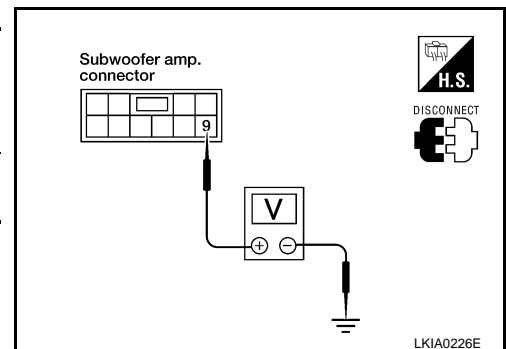 Subwoofer amp.
connector
H.S.
DISCONNECT
9
V
+ −
LKIA0226E